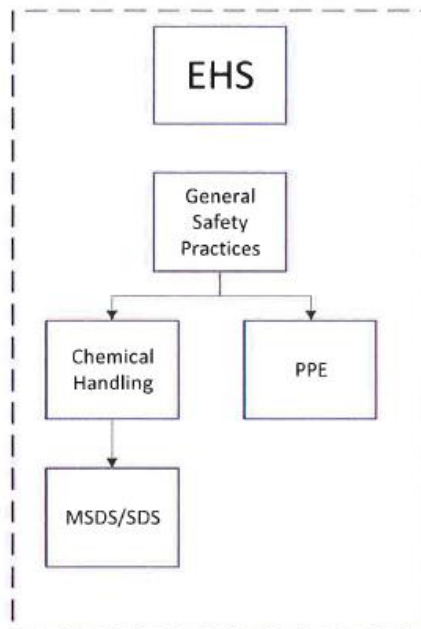 EHS
General
Safety
Practices
Chemical
Handling
PPE
MSDS/SDS